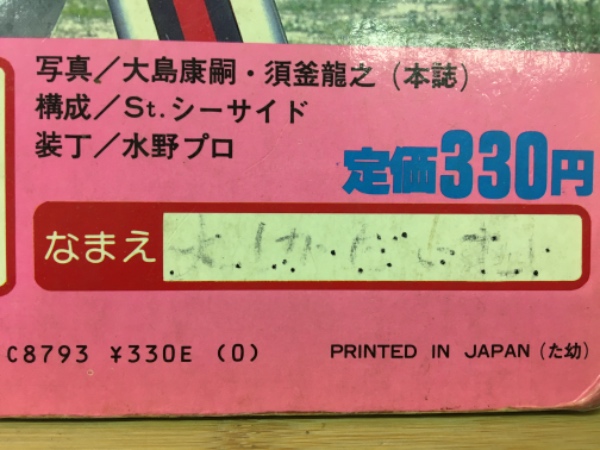 写真／大島康嗣・須釜龍之（本誌）
構成／St.シーサイド
装丁／水野プロ
定価330円
なまえ
C8793 ¥330E （0）
PRINTED IN JAPAN（た幼）